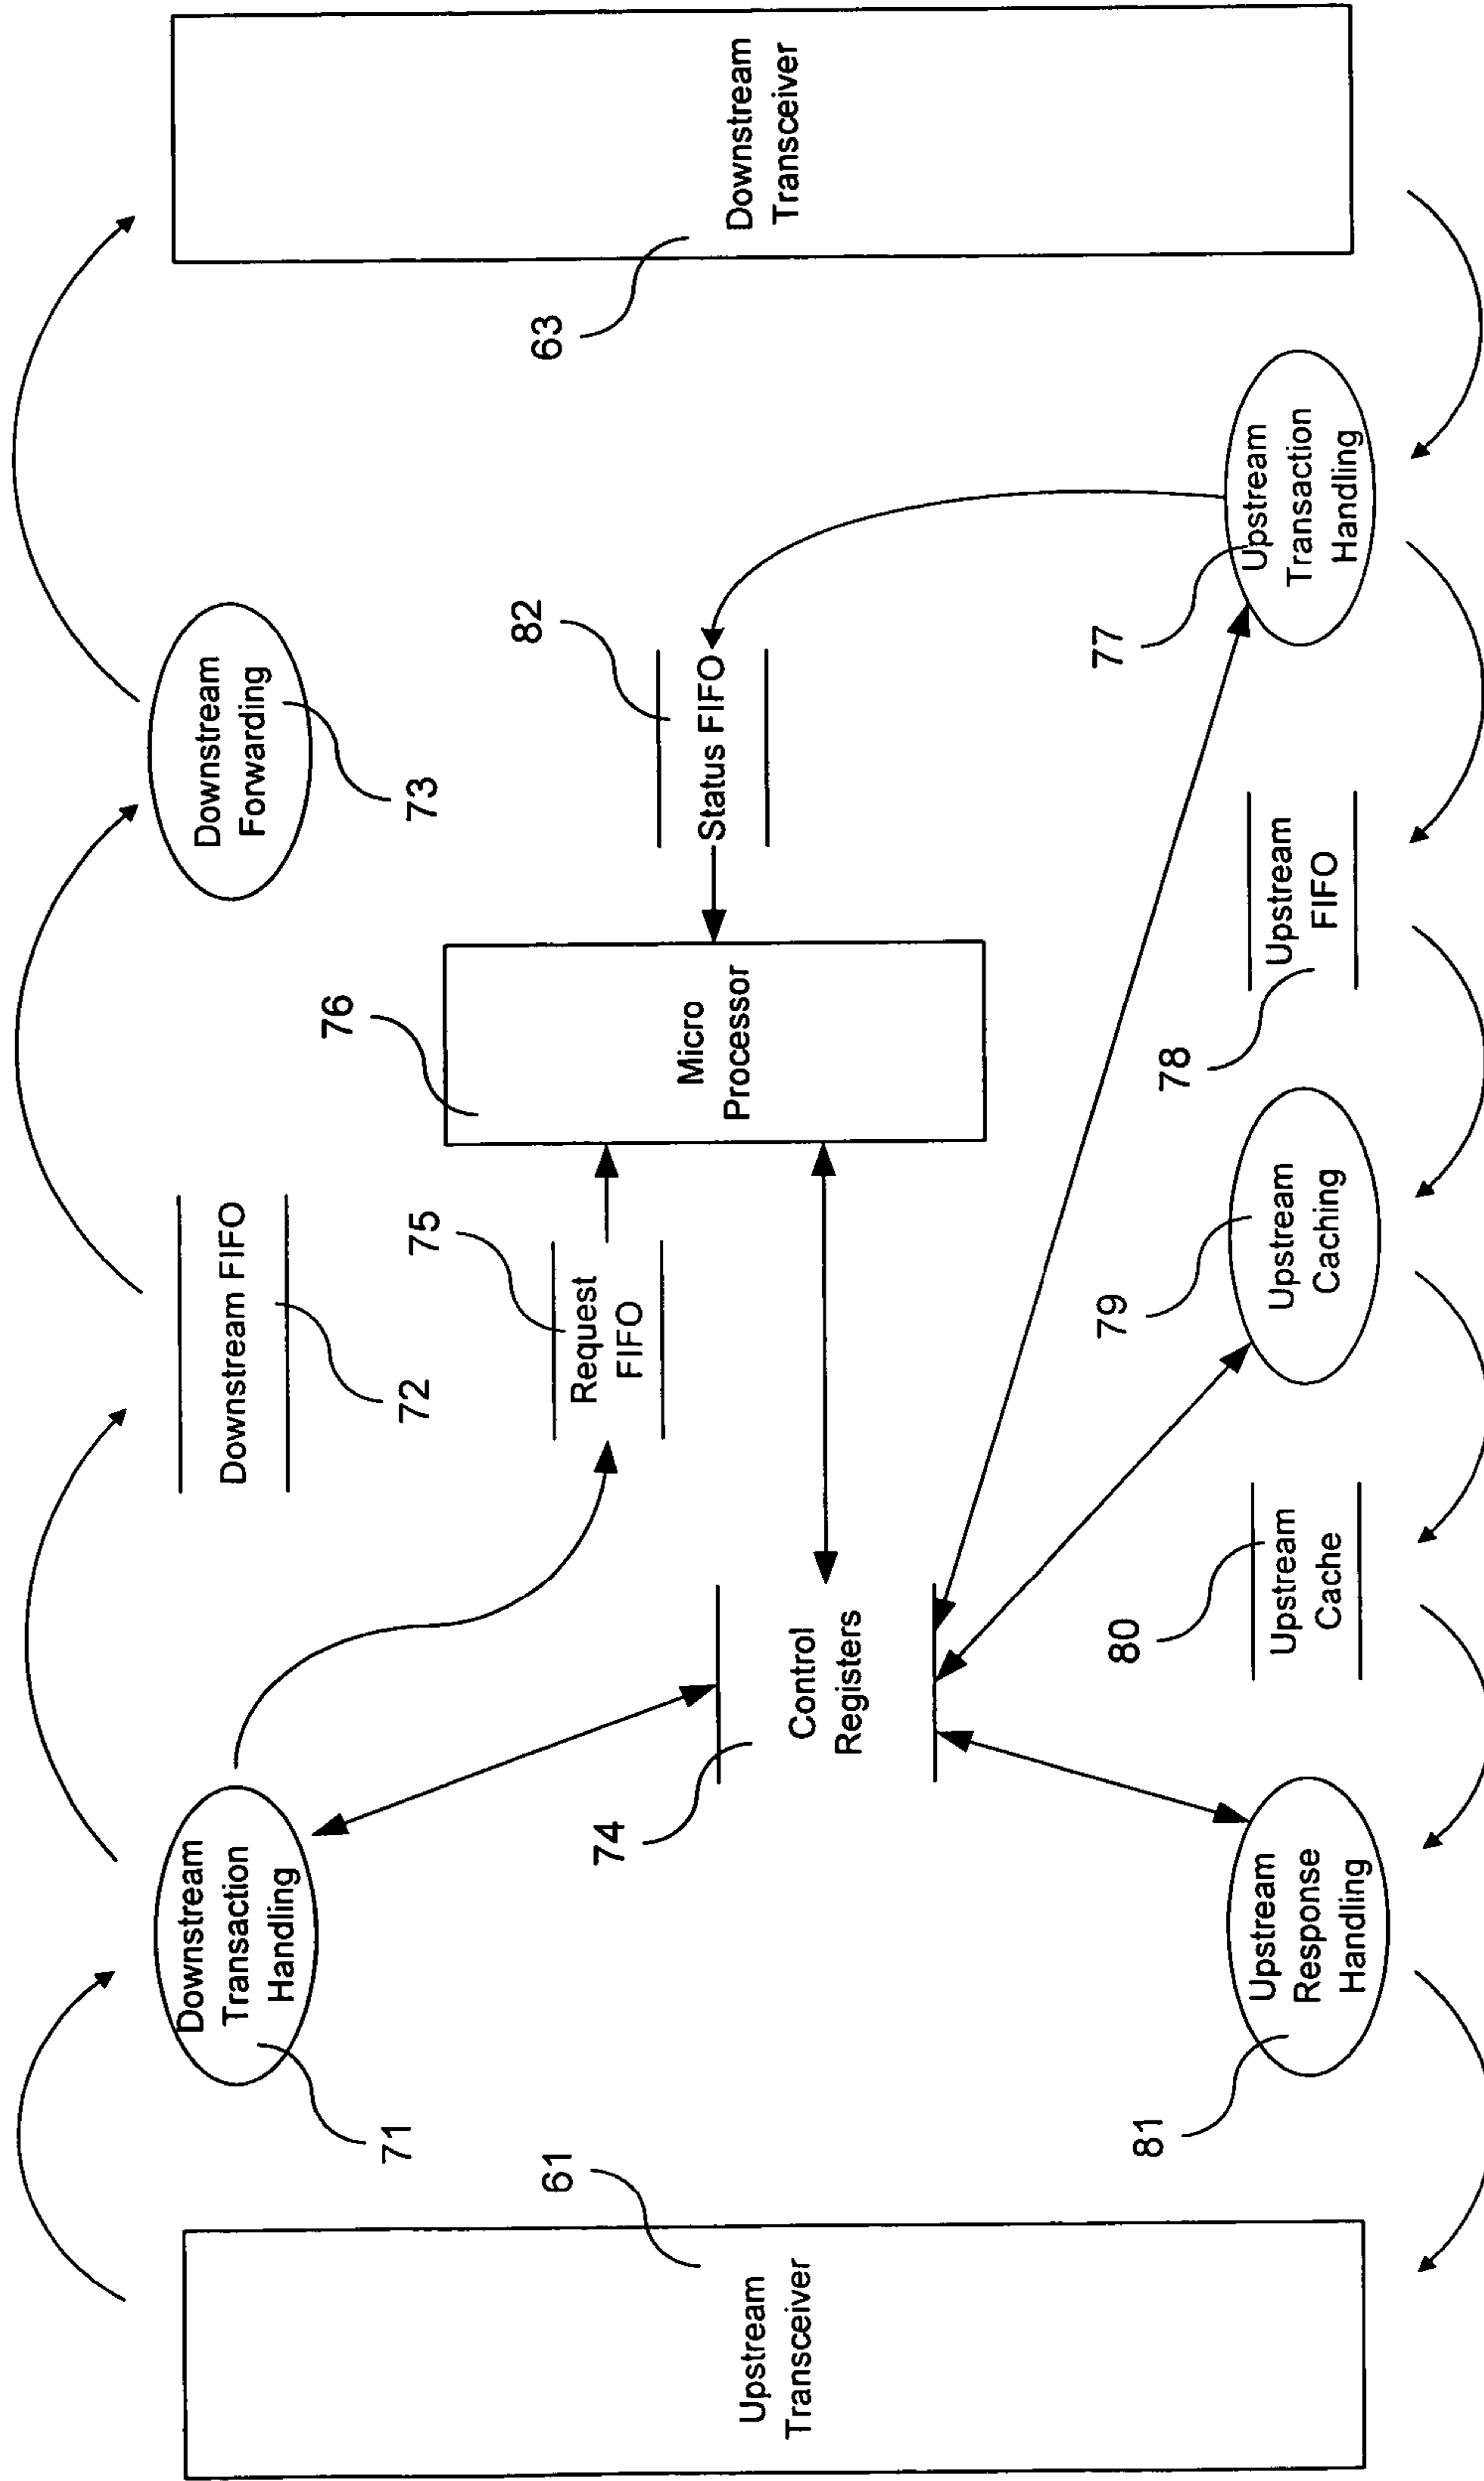 Downstream
Forwarding
73
Downstream FIFO
72
Downstream
Transaction
Handling
71
Upstream
Transceiver
61
Downstream
Transceiver
63
Request
FIFO
75
Micro
Processor
76
Status FIFO
82
Control
Registers
74
Upstream
Response
Handling
81
Upstream
Cache
80
Upstream
Caching
79
Upstream
FIFO
78
Upstream
Transaction
Handling
77